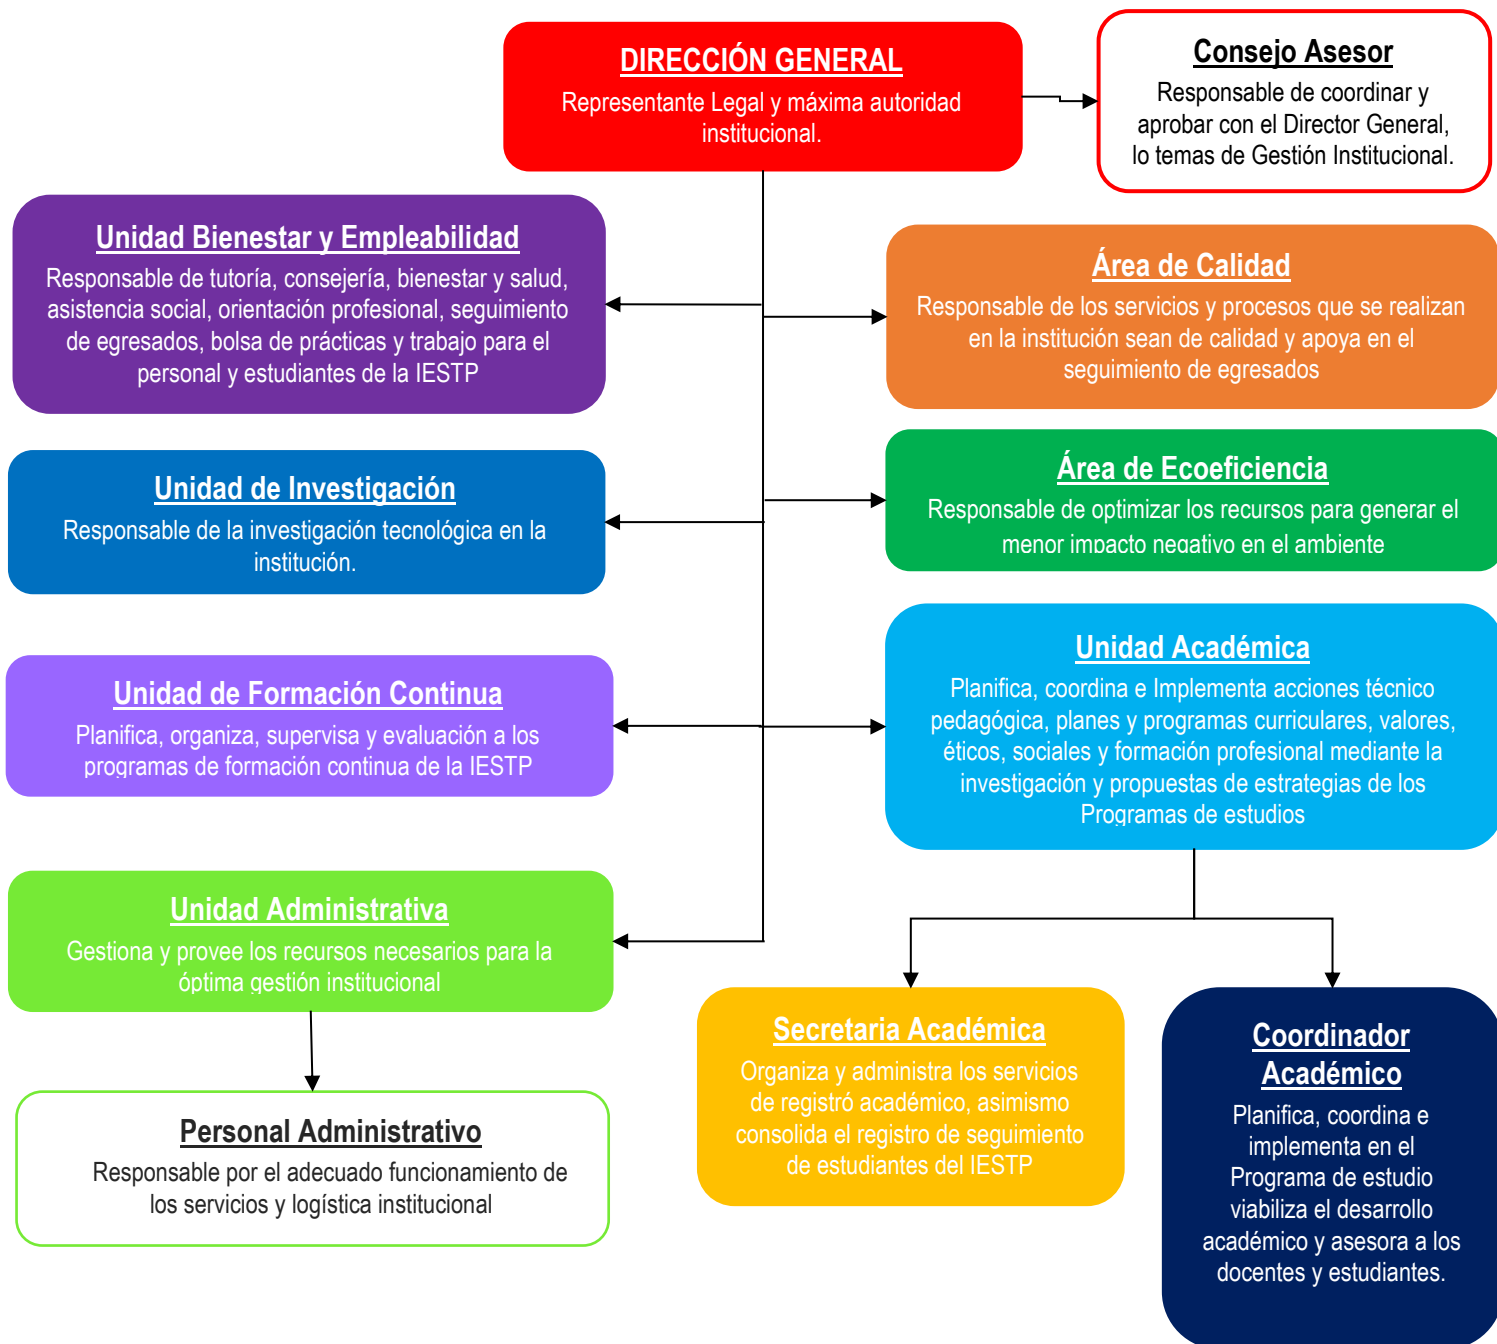 DIRECCIÓN GENERAL
Representante Legal y máxima autoridad
institucional.
Consejo Asesor
Responsable de coordinar y
aprobar con el Director General,
lo temas de Gestión Institucional.
Unidad Bienestar y Empleabilidad
Responsable de tutoría, consejería, bienestar y salud,
asistencia social, orientación profesional, seguimiento
de egresados, bolsa de prácticas y trabajo para el
personal y estudiantes de la IESTP
Área de Calidad
Responsable de los servicios y procesos que se realizan
en la institución sean de calidad y apoya en el
seguimiento de egresados
Unidad de Investigación
Responsable de la investigación tecnológica en la
institución.
Área de Ecoeficiencia
Responsable de optimizar los recursos para generar el
menor impacto negativo en el ambiente
Unidad de Formación Continua
Planifica, organiza, supervisa y evaluación a los
programas de formación continua de la IESTP
Unidad Académica
Planifica, coordina e Implementa acciones técnico
pedagógica, planes y programas curriculares, valores,
éticos, sociales y formación profesional mediante la
investigación y propuestas de estrategias de los
Programas de estudios
Unidad Administrativa
Gestiona y provee los recursos necesarios para la
óptima gestión institucional
Personal Administrativo
Responsable por el adecuado funcionamiento de
los servicios y logística institucional
Secretaria Académica
Organiza y administra los servicios
de registró académico, asimismo
consolida el registro de seguimiento
de estudiantes del IESTP
Coordinador
Académico
Planifica, coordina e
implementa en el
Programa de estudio
viabiliza el desarrollo
académico y asesora a los
docentes y estudiantes.